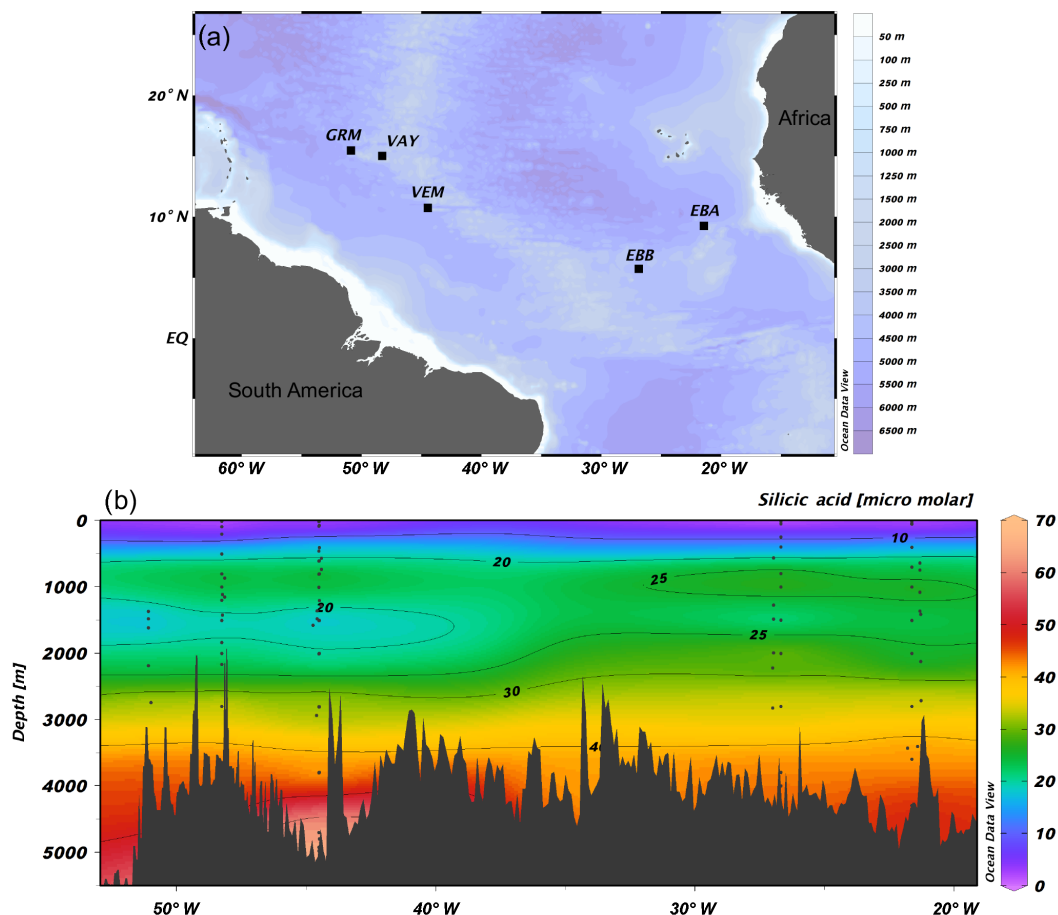 (a)
20° N
10° N
EQ
GRM
VAY
VEM
EBA
EBB
Africa
South America
60° W
50° W
40° W
30° W
20° W
50 m
100 m
250 m
500 m
750 m
1000 m
1500 m
2000 m
2500 m
3000 m
4000 m
4500 m
5000 m
5500 m
6000 m
6500 m
Ocean Data View
(b)
Silicic acid [micro molar]
Depth [m]
0
1000
2000
3000
4000
5000
10
20
25
20
25
30
50° W
40° W
30° W
20° W
70
60
50
40
30
20
10
0
Ocean Data View